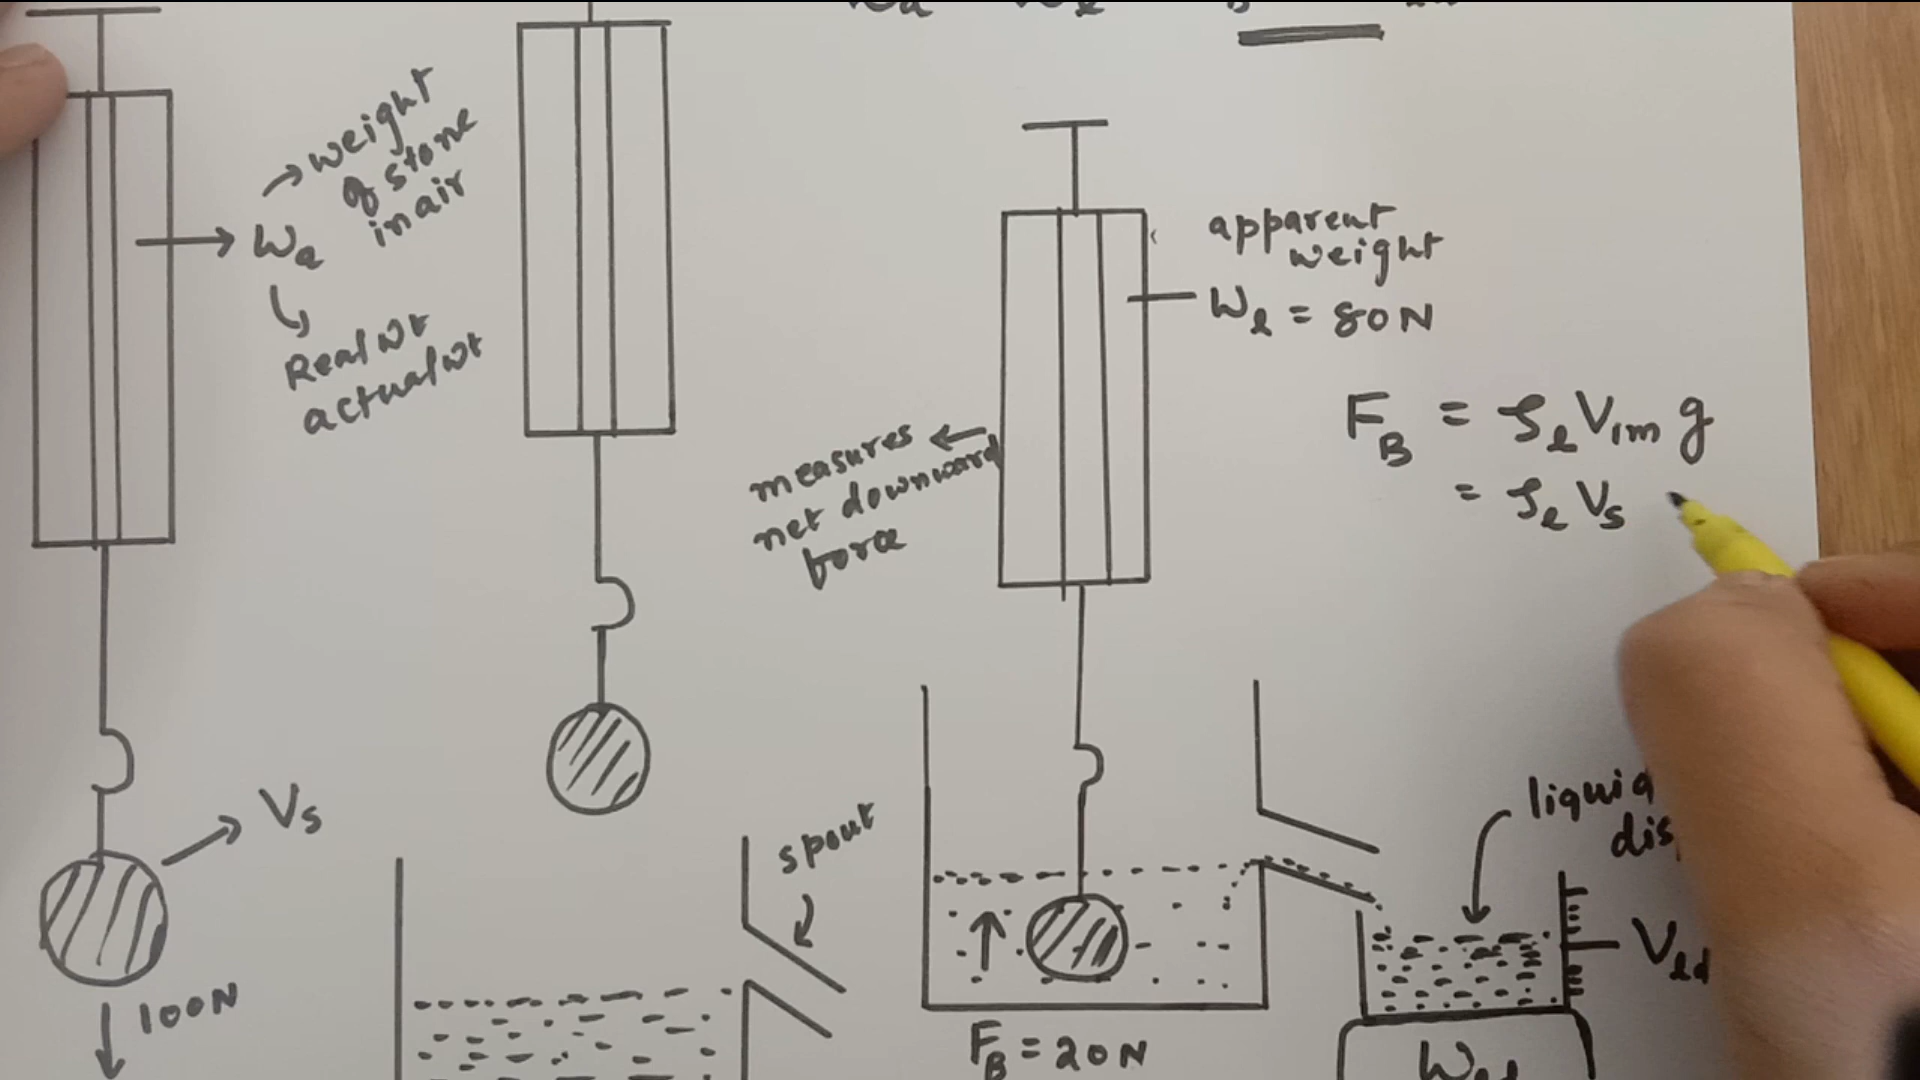 weight
of stone
in air
Wa
Real wt
actual wt
Vs
100N
spout
apparent
weight
Wl = 80N
measures
net downward
force
FB = ρl Vim g
= ρl Vs
liquid
Vld
FB = 20N